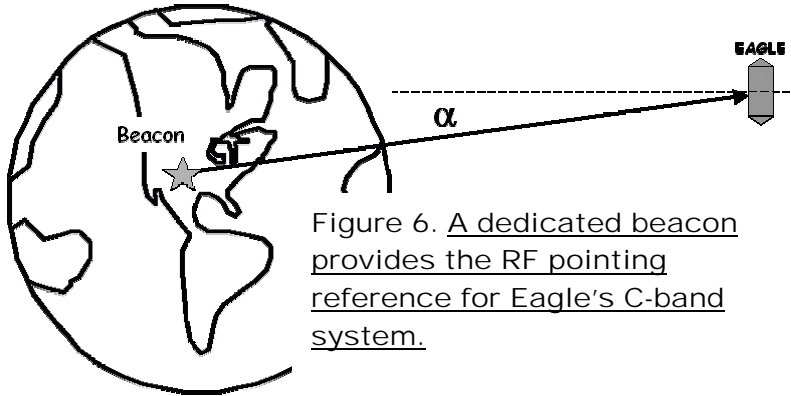 EAGLE
α
Beacon
Figure 6. A dedicated beacon
provides the RF pointing
reference for Eagle's C-band
system.